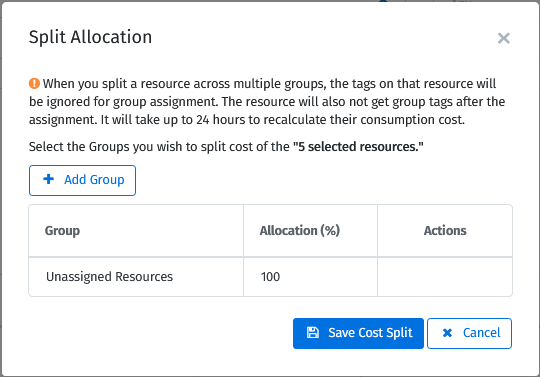 Split Allocation
When you split a resource across multiple groups, the tags on that resource will
be ignored for group assignment. The resource will also not get group tags after the
assignment. It will take up to 24 hours to recalculate their consumption cost.
Select the Groups you wish to split cost of the "5 selected resources."
Add Group
Group Allocation (%) Actions
Unassigned Resources 100
Save Cost Split Cancel